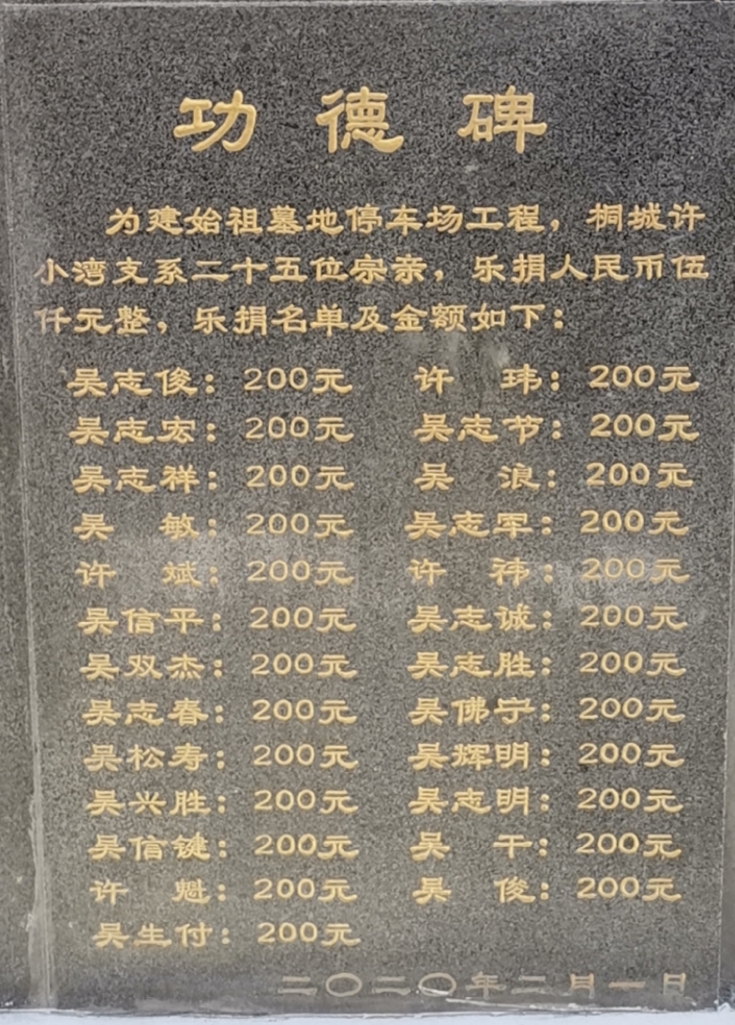 功德碑
为建始祖墓地停车场工程，桐城许
小湾支系二十五位宗亲，乐捐人民币伍
仟元整，乐捐名单及金额如下：
吴志俊：200元 许 玮：200元
吴志宏：200元 吴志节：200元
吴志祥：200元 吴 浪：200元
吴 敏：200元 吴志军：200元
许 斌：200元 许 祎：200元
吴信平：200元 吴志诚：200元
吴双杰：200元 吴志胜：200元
吴志春：200元 吴佛宁：200元
吴松寿：200元 吴辉明：200元
吴兴胜：200元 吴志明：200元
吴信键：200元 吴 干：200元
许 魁：200元 吴 俊：200元
吴生付：200元
二〇二〇年二月一日